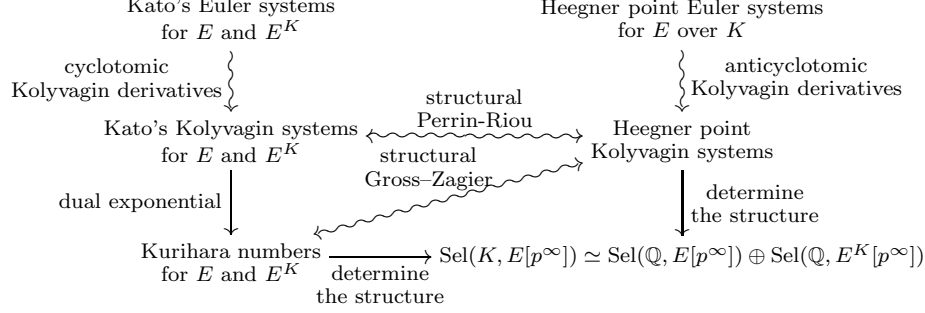 Kato's Euler systems
for E and E^K
Heegner point Euler systems
for E over K
cyclotomic
Kolyvagin derivatives
anticyclotomic
Kolyvagin derivatives
structural
Perrin-Riou
Kato's Kolyvagin systems
for E and E^K
Heegner point
Kolyvagin systems
structural
Gross–Zagier
dual exponential
determine
the structure
Kurihara numbers
for E and E^K
determine
the structure
Sel(K, E[p^∞]) ≃ Sel(ℚ, E[p^∞]) ⊕ Sel(ℚ, E^K[p^∞])